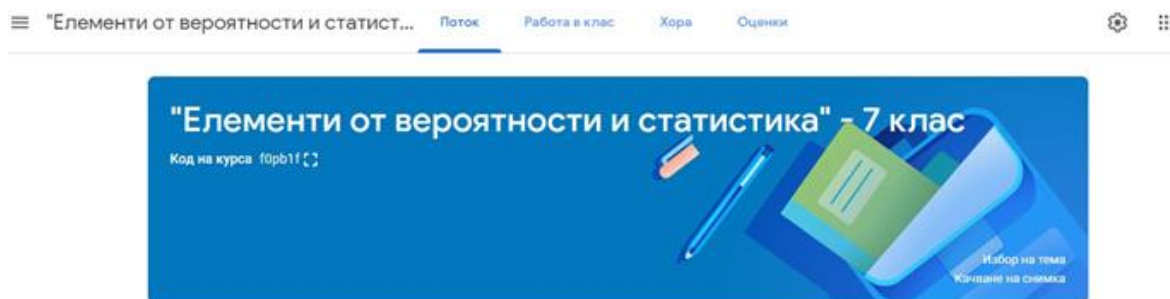 "Елементи от вероятности и статист... Поток Работа в клас Хора Оценки
"Елементи от вероятности и статистика" - 7 клас
Код на курса f0pb1f
Избор на тема
Качване на снимка